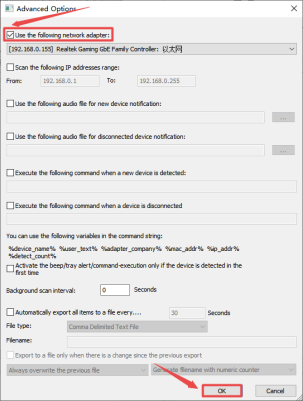 Advanced Options
Use the following network adapter:
[192.168.0.155] Realtek Gaming GbE Family Controller: 以太网
Scan the following IP addresses range:
From: 192.168.0.1 To: 192.168.0.255
Use the following audio file for new device notification:
...
Use the following audio file for disconnected device notification:
...
Execute the following command when a new device is detected:
Execute the following command when a device is disconnected
You can use the following variables in the command string:
%device_name% %user_text% %adapter_company% %mac_addr% %ip_addr%
%detect_count%
Activate the beep/tray alert/command-execution only if the device is detected in the
first time
Background scan interval: 0 Seconds
Automatically export all items to a file every.... 30 Seconds
File type: Comma Delimited Text File
Filename:
Export to a file only when there is a change since the previous export
Always overwrite the previous file Generate filename with numeric counter
OK Cancel